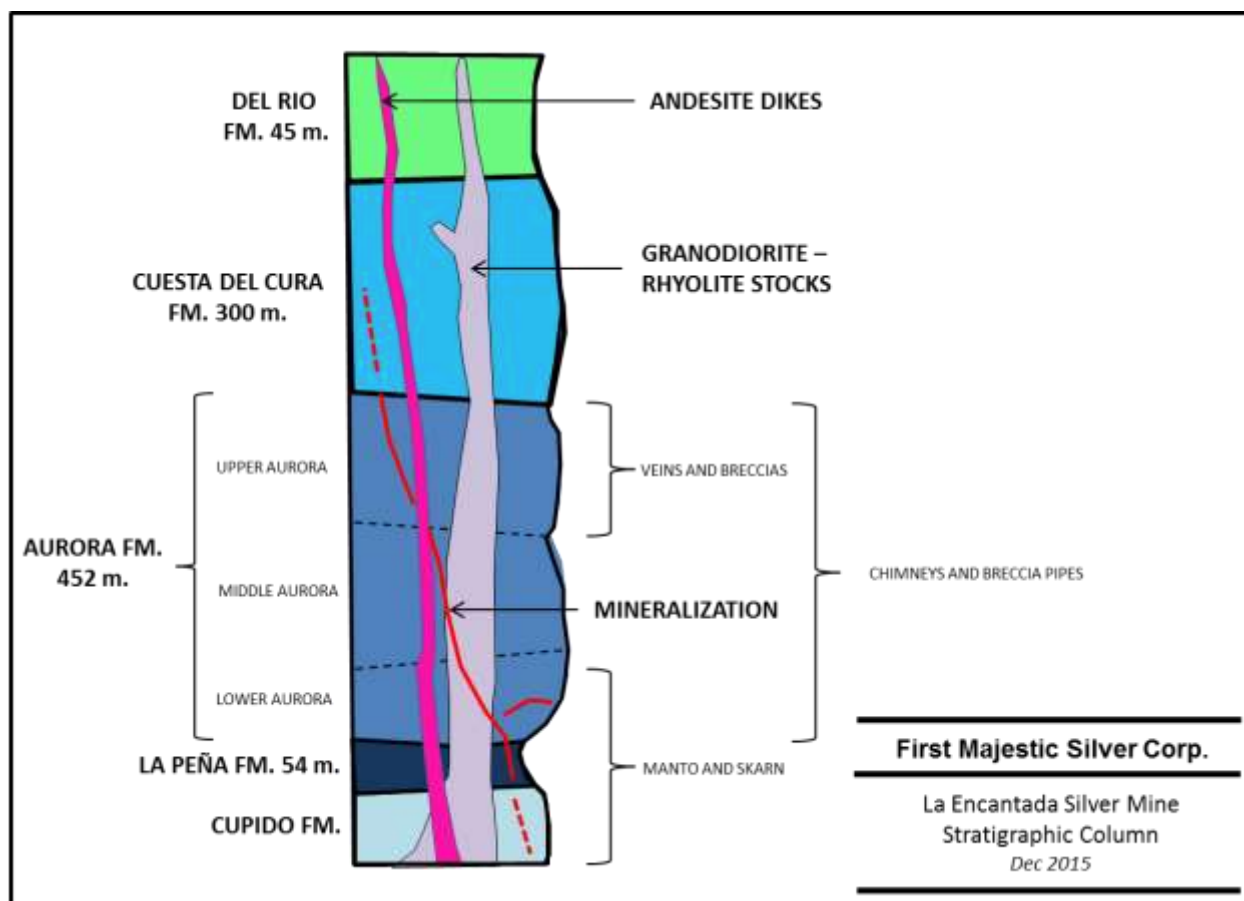 DEL RIO
FM. 45 m.
ANDESITE DIKES
CUESTA DEL CURA
FM. 300 m.
GRANODIORITE –
RHYOLITE STOCKS
AURORA FM.
452 m.
UPPER AURORA
MIDDLE AURORA
LOWER AURORA
VEINS AND BRECCIAS
CHIMNEYS AND BRECCIA PIPES
MINERALIZATION
LA PEÑA FM. 54 m.
MANTO AND SKARN
CUPIDO FM.
First Majestic Silver Corp.
La Encantada Silver Mine
Stratigraphic Column
Dec 2015